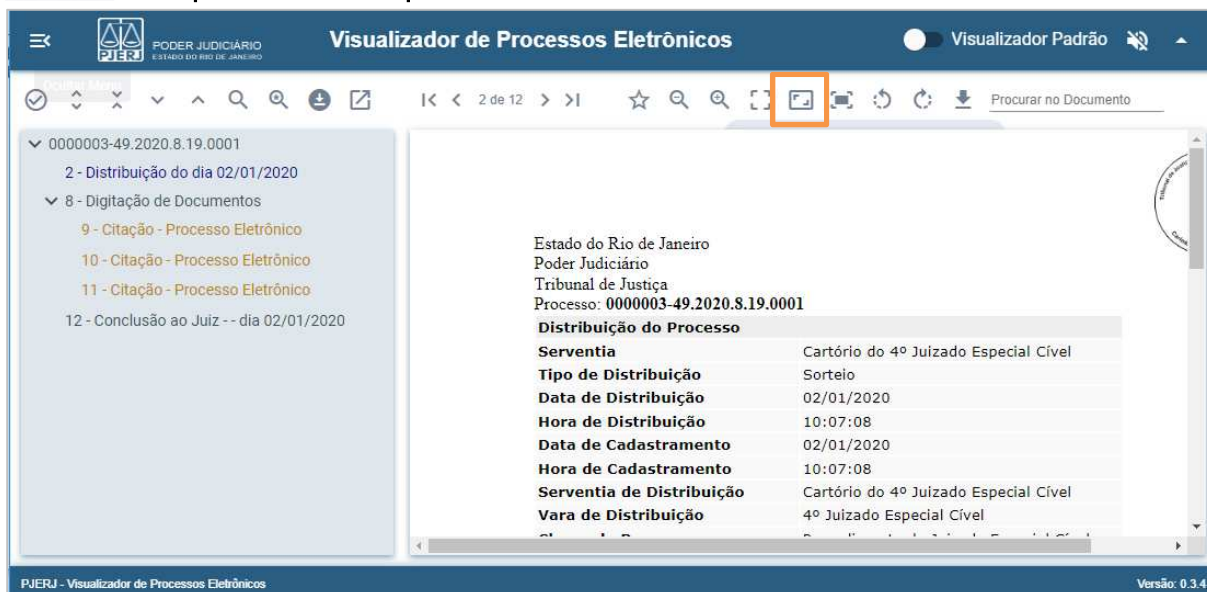 PJERJ
PODER JUDICIÁRIO
ESTADO DO RIO DE JANEIRO
Visualizador de Processos Eletrônicos
Visualizador Padrão
2 de 12
Procurar no Documento
0000003-49.2020.8.19.0001
2 - Distribuição do dia 02/01/2020
8 - Digitação de Documentos
9 - Citação - Processo Eletrônico
10 - Citação - Processo Eletrônico
11 - Citação - Processo Eletrônico
12 - Conclusão ao Juiz - - dia 02/01/2020
Estado do Rio de Janeiro
Poder Judiciário
Tribunal de Justiça
Processo: 0000003-49.2020.8.19.0001
Distribuição do Processo
Serventia Cartório do 4º Juizado Especial Cível
Tipo de Distribuição Sorteio
Data de Distribuição 02/01/2020
Hora de Distribuição 10:07:08
Data de Cadastramento 02/01/2020
Hora de Cadastramento 10:07:08
Serventia de Distribuição Cartório do 4º Juizado Especial Cível
Vara de Distribuição 4º Juizado Especial Cível
PJERJ - Visualizador de Processos Eletrônicos
Versão: 0.3.4